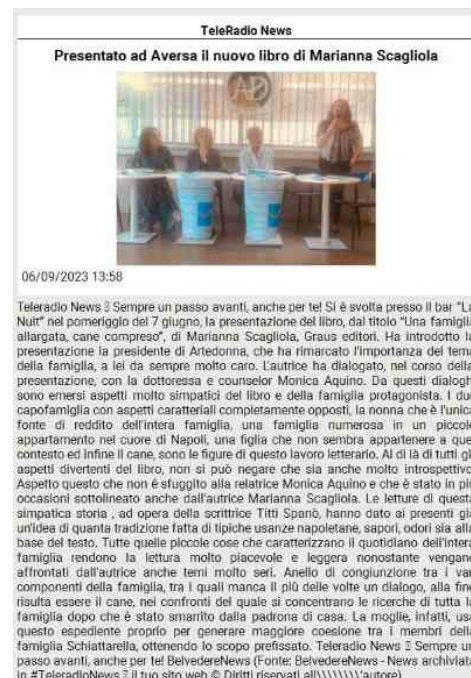 TeleRadio News
Presentato ad Aversa il nuovo libro di Marianna Scagliola
06/09/2023 13:58
Teleradio News Sempre un passo avanti, anche per te! Si è svolta presso il bar "La
Nuit" nel pomeriggio del 7 giugno, la presentazione del libro, dal titolo "Una famiglia
allargata, cane compreso", di Marianna Scagliola, Graus editori. Ha introdotto la
presentazione la presidente di Artedonna, che ha rimarcato l'importanza del tema
della famiglia, a lei da sempre molto caro. L'autrice ha dialogato, nel corso della
presentazione, con la dottoressa e counselor Monica Aquino. Da questi dialoghi
sono emersi aspetti molto simpatici del libro e della famiglia protagonista. I due
capofamiglia con aspetti caratteriali completamente opposti, la nonna che è l'unica
fonte di reddito dell'intera famiglia, una famiglia numerosa in un piccolo
appartamento nel cuore di Napoli, una figlia che non sembra appartenere a quel
contesto ed infine il cane, sono le figure di questo lavoro letterario. Al di là di tutti gli
aspetti divertenti del libro, non si può negare che sia anche molto introspettivo.
Aspetto questo che non è sfuggito alla relatrice Monica Aquino e che è stato in più
occasioni sottolineato anche dall'autrice Marianna Scagliola. Le letture di questa
simpatica storia , ad opera della scrittrice Titti Spanò, hanno dato ai presenti già
un'idea di quanta tradizione fatta di tipiche usanze napoletane, sapori, odori sia alla
base del testo. Tutte quelle piccole cose che caratterizzano il quotidiano dell'intera
famiglia rendono la lettura molto piacevole e leggera nonostante vengano
affrontati dall'autrice anche temi molto seri. Anello di congiunzione tra i vari
componenti della famiglia, tra i quali manca il più delle volte un dialogo, alla fine
risulta essere il cane, nei confronti del quale si concentrano le ricerche di tutta la
famiglia dopo che è stato smarrito dalla padrona di casa. La moglie, infatti, usa
questo espediente proprio per generare maggiore coesione tra i membri della
famiglia Schiattarella, ottenendo lo scopo prefissato. Teleradio News Sempre un
passo avanti, anche per te! BelvedereNews (Fonte: BelvedereNews - News archiviata
in #TeleradioNews il tuo sito web © Diritti riservati all\\\\\\\\'autore)